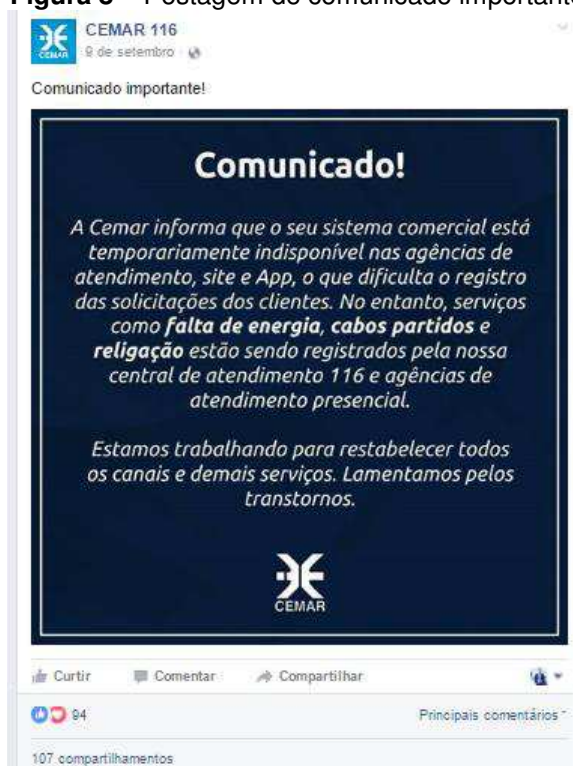 Postagem do comunicado importante
CEMAR 116
9 de setembro
Comunicado importante!
Comunicado!
A Cemar informa que o seu sistema comercial está
temporariamente indisponível nas agências de
atendimento, site e App, o que dificulta o registro
das solicitações dos clientes. No entanto, serviços
como falta de energia, cabos partidos e
religação estão sendo registrados pela nossa
central de atendimento 116 e agências de
atendimento presencial.
Estamos trabalhando para restabelecer todos
os canais e demais serviços. Lamentamos pelos
transtornos.
CEMAR
Curtir Comentar Compartilhar
94 Principais comentários
107 compartilhamentos